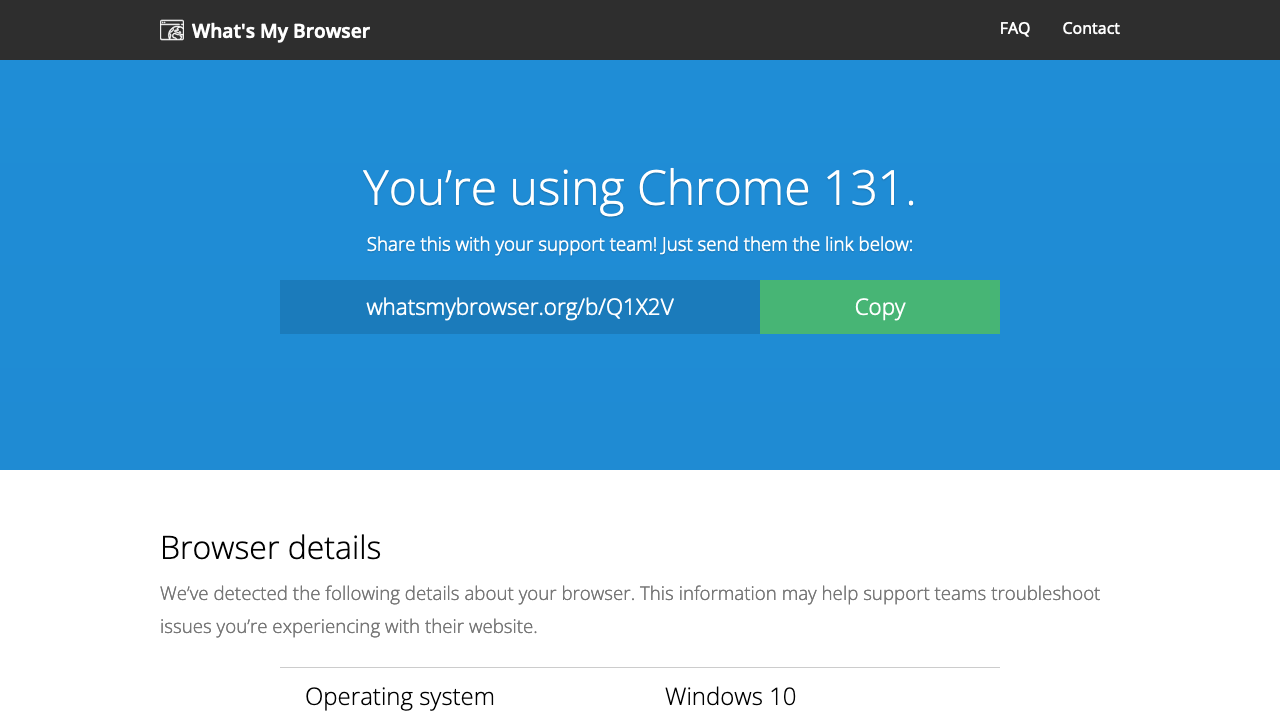 What's My Browser
FAQ
Contact
You’re using Chrome 131.
Share this with your support team! Just send them the link below:
whatsmybrowser.org/b/Q1X2V
Copy
Browser details
We’ve detected the following details about your browser. This information may help support teams troubleshoot
issues you’re experiencing with their website.
Operating system
Windows 10